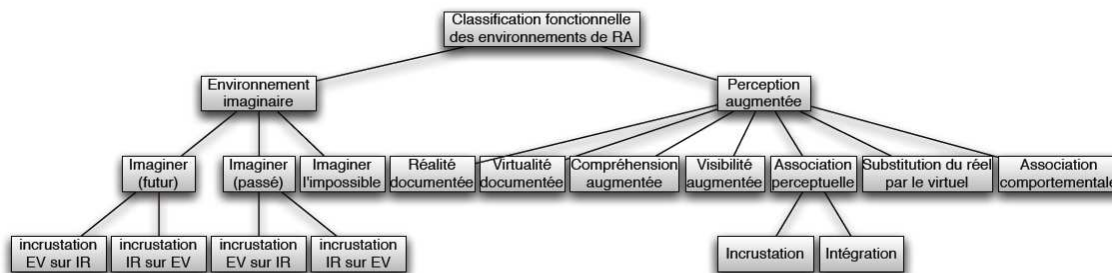 Classification fonctionnelle
des environnements de RA
Environnement
imaginaire
Perception
augmentée
Imaginer
(futur)
Imaginer
(passé)
Imaginer
l'impossible
Réalité
documentée
Virtualité
documentée
Compréhension
augmentée
Visibilité
augmentée
Association
perceptuelle
Substitution du réel
par le virtuel
Association
comportementale
incrustation
EV sur IR
incrustation
IR sur EV
incrustation
EV sur IR
incrustation
IR sur EV
Incrustation
Intégration